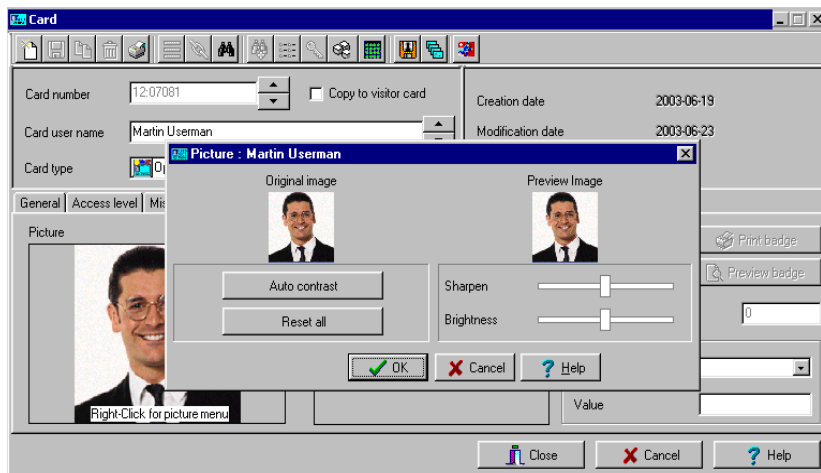 Card
Card number 12:07081 Copy to visitor card
Creation date 2003-06-19
Card user name Martin Userman
Modification date 2003-06-23
Card type
Picture : Martin Userman
Original image Preview Image
General Access level
Picture
Print badge
Auto contrast Sharpen
Preview badge
Reset all Brightness
0
OK Cancel Help
Right-Click for picture menu
Value
Close Cancel Help